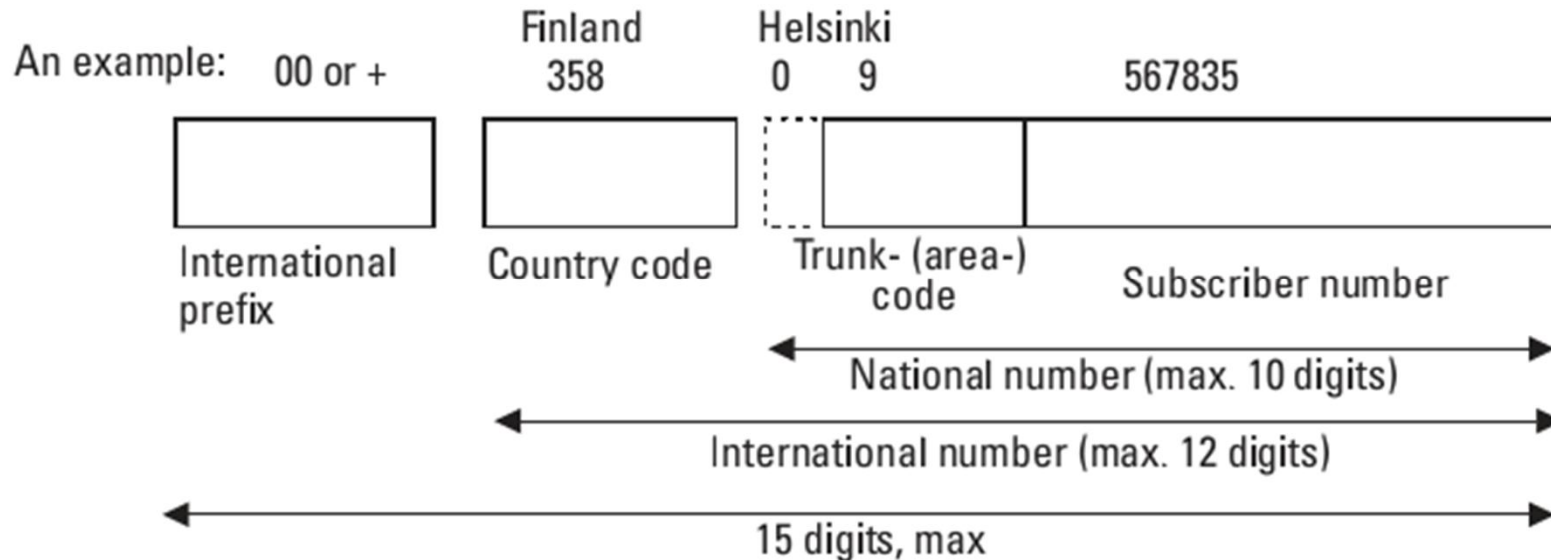 Finland Helsinki
An example: 00 or + 358 0 9 567835
International prefix
Country code
Trunk- (area-) code
Subscriber number
National number (max. 10 digits)
International number (max. 12 digits)
15 digits, max